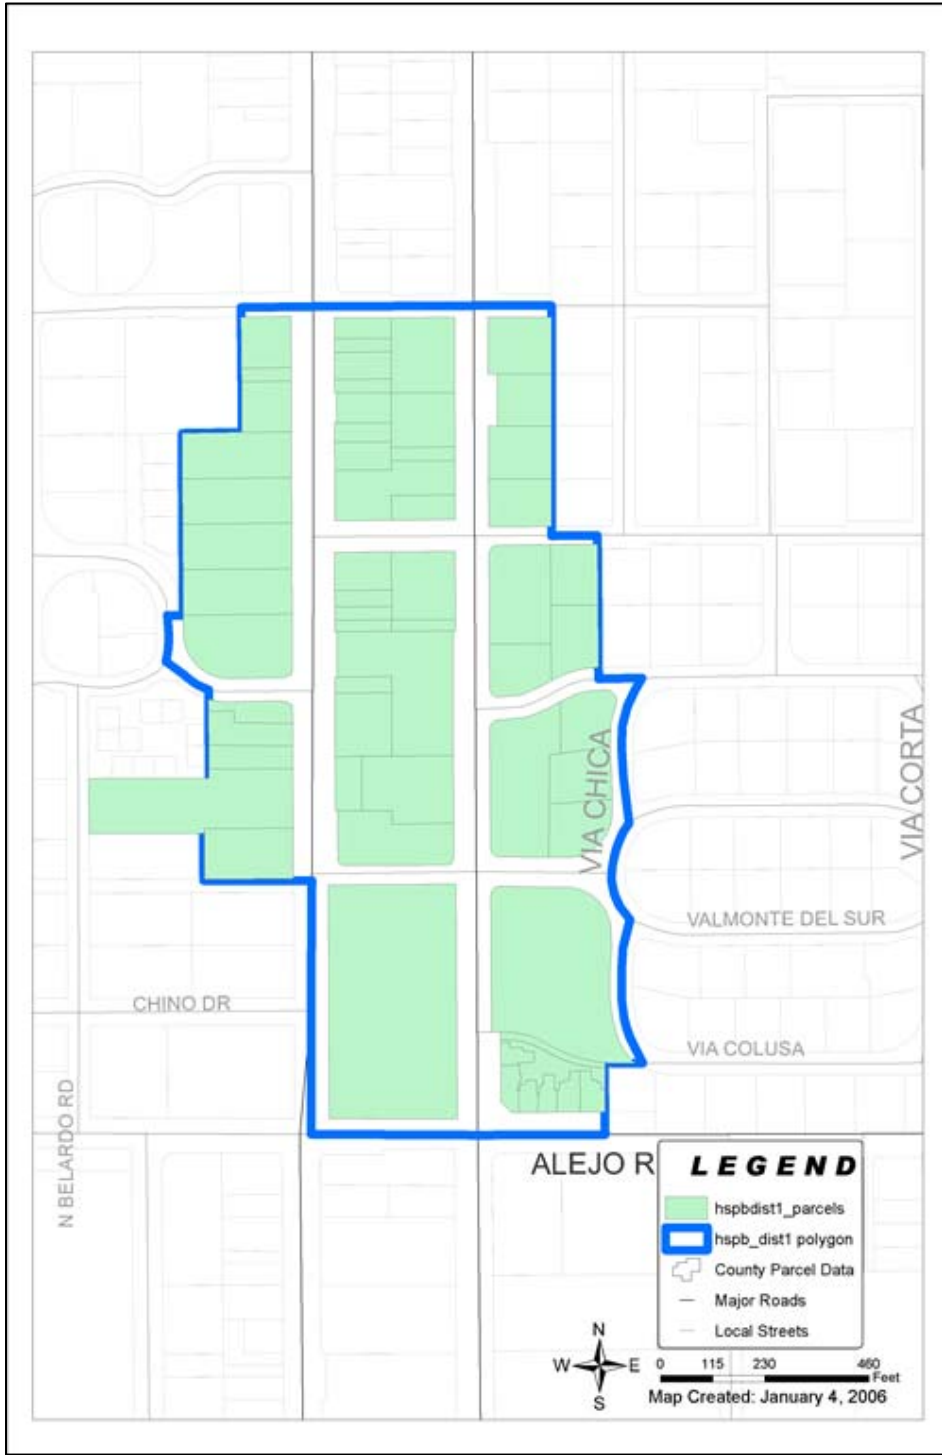 VIA CHICA
VIA CORTA
VALMONTE DEL SUR
CHINO DR
VIA COLUSA
N BELARDO RD
ALEJO R
LEGEND
hspbdist1_parcels
hspb_dist1 polygon
County Parcel Data
Major Roads
Local Streets
N
W E
S
0 115 230 460
Feet
Map Created: January 4, 2006